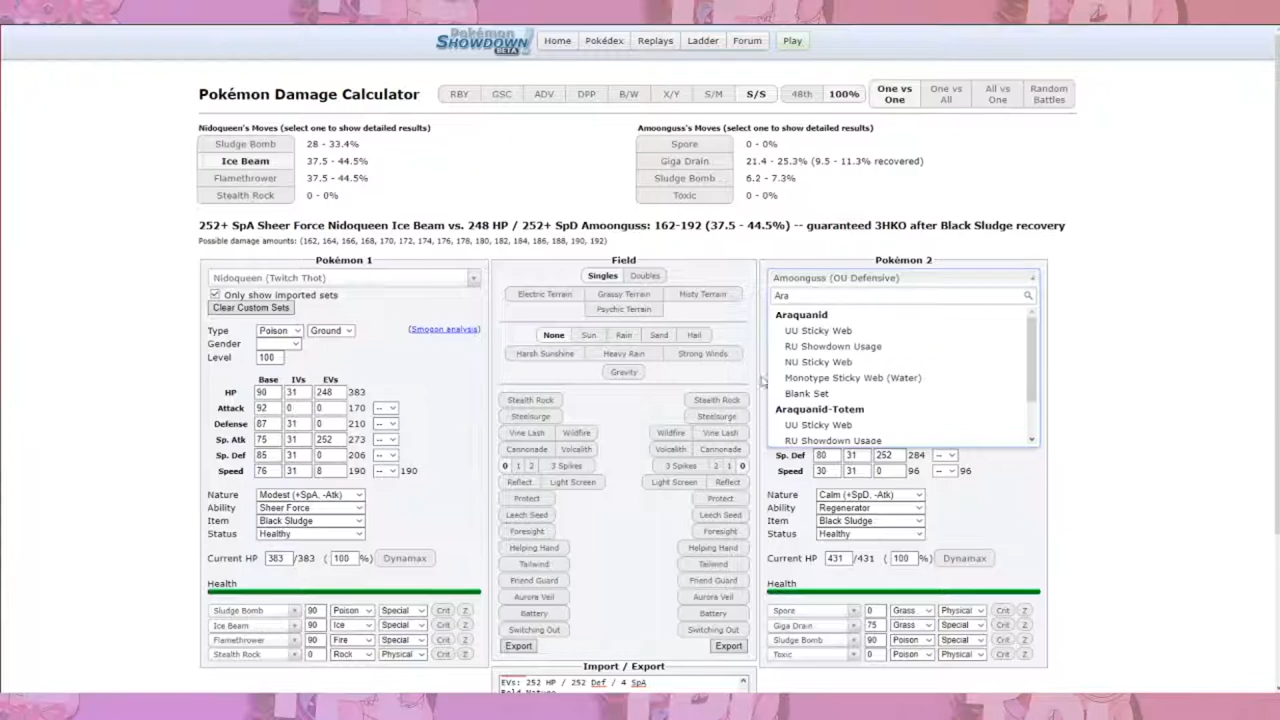 Pokémon
SHOWDOWN
BETA
Home
Pokédex
Replays
Ladder
Forum
Play
Pokémon Damage Calculator
RBY
GSC
ADV
DPP
B/W
X/Y
S/M
S/S
48th
100%
One vs
One
One vs
All
All vs
One
Random
Battles
Nidoqueen's Moves (select one to show detailed results)
Sludge Bomb 28 - 33.4%
Ice Beam 37.5 - 44.5%
Flamethrower 37.5 - 44.5%
Stealth Rock 0 - 0%
Amoonguss's Moves (select one to show detailed results)
Spore 0 - 0%
Giga Drain 21.4 - 25.3% (9.5 - 11.3% recovered)
Sludge Bomb 6.2 - 7.3%
Toxic 0 - 0%
252+ SpA Sheer Force Nidoqueen Ice Beam vs. 248 HP / 252+ SpD Amoonguss: 162-192 (37.5 - 44.5%) -- guaranteed 3HKO after Black Sludge recovery
Possible damage amounts: (162, 164, 166, 168, 170, 172, 174, 176, 178, 180, 182, 184, 186, 188, 190, 192)
Pokémon 1
Nidoqueen (Twitch Thot)
Only show imported sets
Clear Custom Sets
Type Poison Ground (Smogon analysis)
Gender
Level 100
Base IVs EVs
HP 90 31 248 383
Attack 92 0 0 170 --
Defense 87 31 0 210 --
Sp. Atk 75 31 252 273 --
Sp. Def 85 31 0 206 --
Speed 76 31 8 190 -- 190
Nature Modest (+SpA, -Atk)
Ability Sheer Force
Item Black Sludge
Status Healthy
Current HP 383 /383 ( 100 %) Dynamax
Health
Sludge Bomb 90 Poison Special Crit Z
Ice Beam 90 Ice Special Crit Z
Flamethrower 90 Fire Special Crit Z
Stealth Rock 0 Rock Physical Crit Z
Field
Singles Doubles
Electric Terrain Grassy Terrain Misty Terrain
Psychic Terrain
None Sun Rain Sand Hail
Harsh Sunshine Heavy Rain Strong Winds
Gravity
Stealth Rock Stealth Rock
Steelsurge Steelsurge
Vine Lash Wildfire Wildfire Vine Lash
Cannonade Volcalith Volcalith Cannonade
0 1 2 3 Spikes 3 Spikes 2 1 0
Reflect Light Screen Light Screen Reflect
Protect Protect
Leech Seed Leech Seed
Foresight Foresight
Helping Hand Helping Hand
Tailwind Tailwind
Friend Guard Friend Guard
Aurora Veil Aurora Veil
Battery Battery
Switching Out Switching Out
Export Export
Import / Export
EVs: 252 HP / 252 Def / 4 SpA
Bold Nature
Pokémon 2
Amoonguss (OU Defensive)
Ara
Araquanid
UU Sticky Web
RU Showdown Usage
NU Sticky Web
Monotype Sticky Web (Water)
Blank Set
Araquanid-Totem
UU Sticky Web
RU Showdown Usage
Sp. Def 80 31 252 284 --
Speed 30 31 0 96 -- 96
Nature Calm (+SpD, -Atk)
Ability Regenerator
Item Black Sludge
Status Healthy
Current HP 431 /431 ( 100 %) Dynamax
Health
Spore 0 Grass Physical Crit Z
Giga Drain 75 Grass Special Crit Z
Sludge Bomb 90 Poison Special Crit Z
Toxic 0 Poison Physical Crit Z